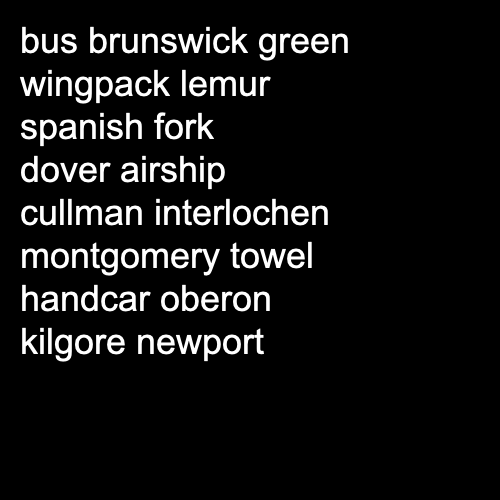 bus brunswick green
wingpack lemur
spanish fork
dover airship
cullman interlochen
montgomery towel
handcar oberon
kilgore newport